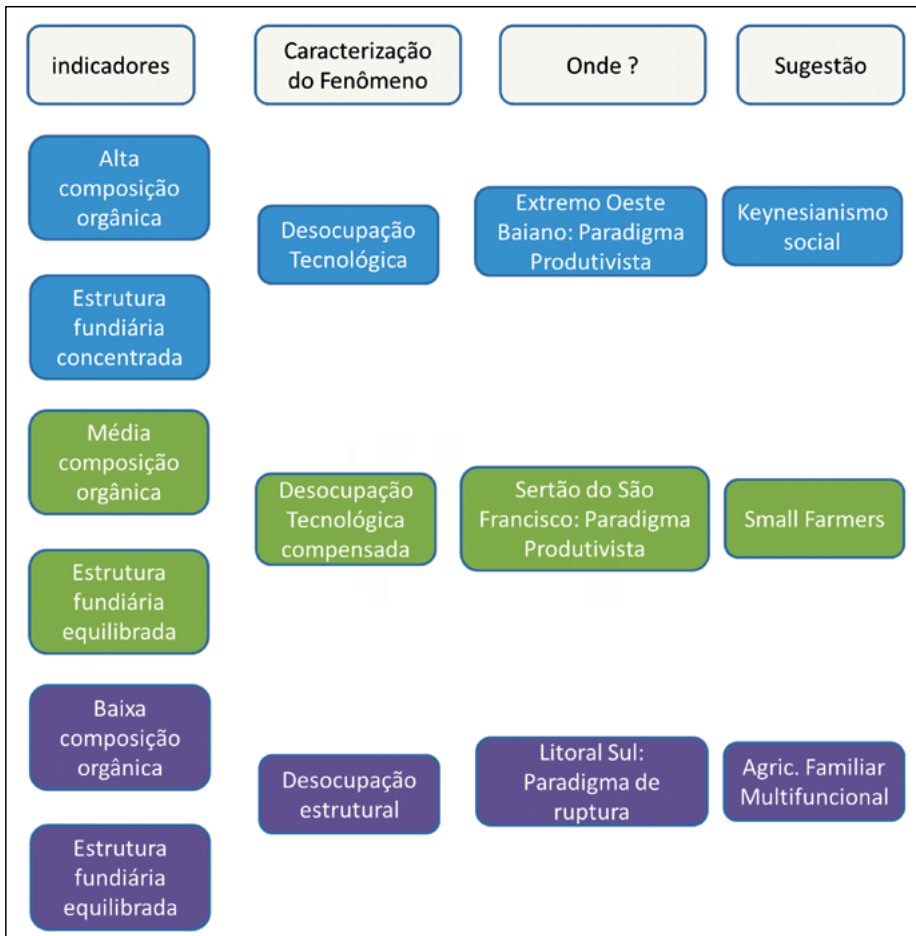 indicadores
Caracterização
do Fenômeno
Onde ?
Sugestão
Alta
composição
orgânica
Estrutura
fundiária
concentrada
Desocupação
Tecnológica
Extremo Oeste
Baiano: Paradigma
Produtivista
Keynesianismo
social
Média
composição
orgânica
Estrutura
fundiária
equilibrada
Desocupação
Tecnológica
compensada
Sertão do São
Francisco: Paradigma
Produtivista
Small Farmers
Baixa
composição
orgânica
Estrutura
fundiária
equilibrada
Desocupação
estrutural
Litoral Sul:
Paradigma de
ruptura
Agric. Familiar
Multifuncional